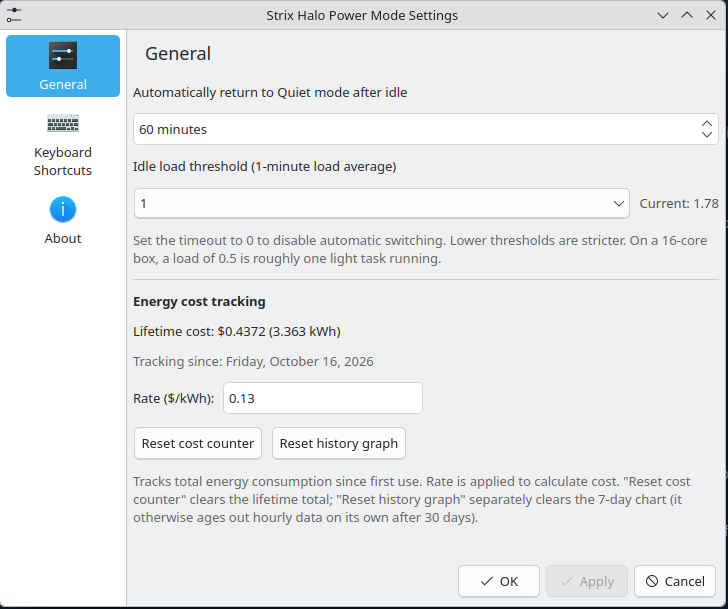 Strix Halo Power Mode Settings
General
General
Automatically return to Quiet mode after idle
60 minutes
Keyboard
Shortcuts
Idle load threshold (1-minute load average)
1
Current: 1.78
About
Set the timeout to 0 to disable automatic switching. Lower thresholds are stricter. On a 16-core
box, a load of 0.5 is roughly one light task running.
Energy cost tracking
Lifetime cost: $0.4372 (3.363 kWh)
Tracking since: Friday, October 16, 2026
Rate ($/kWh):
0.13
Reset cost counter
Reset history graph
Tracks total energy consumption since first use. Rate is applied to calculate cost. "Reset cost
counter" clears the lifetime total; "Reset history graph" separately clears the 7-day chart (it
otherwise ages out hourly data on its own after 30 days).
OK
Apply
Cancel